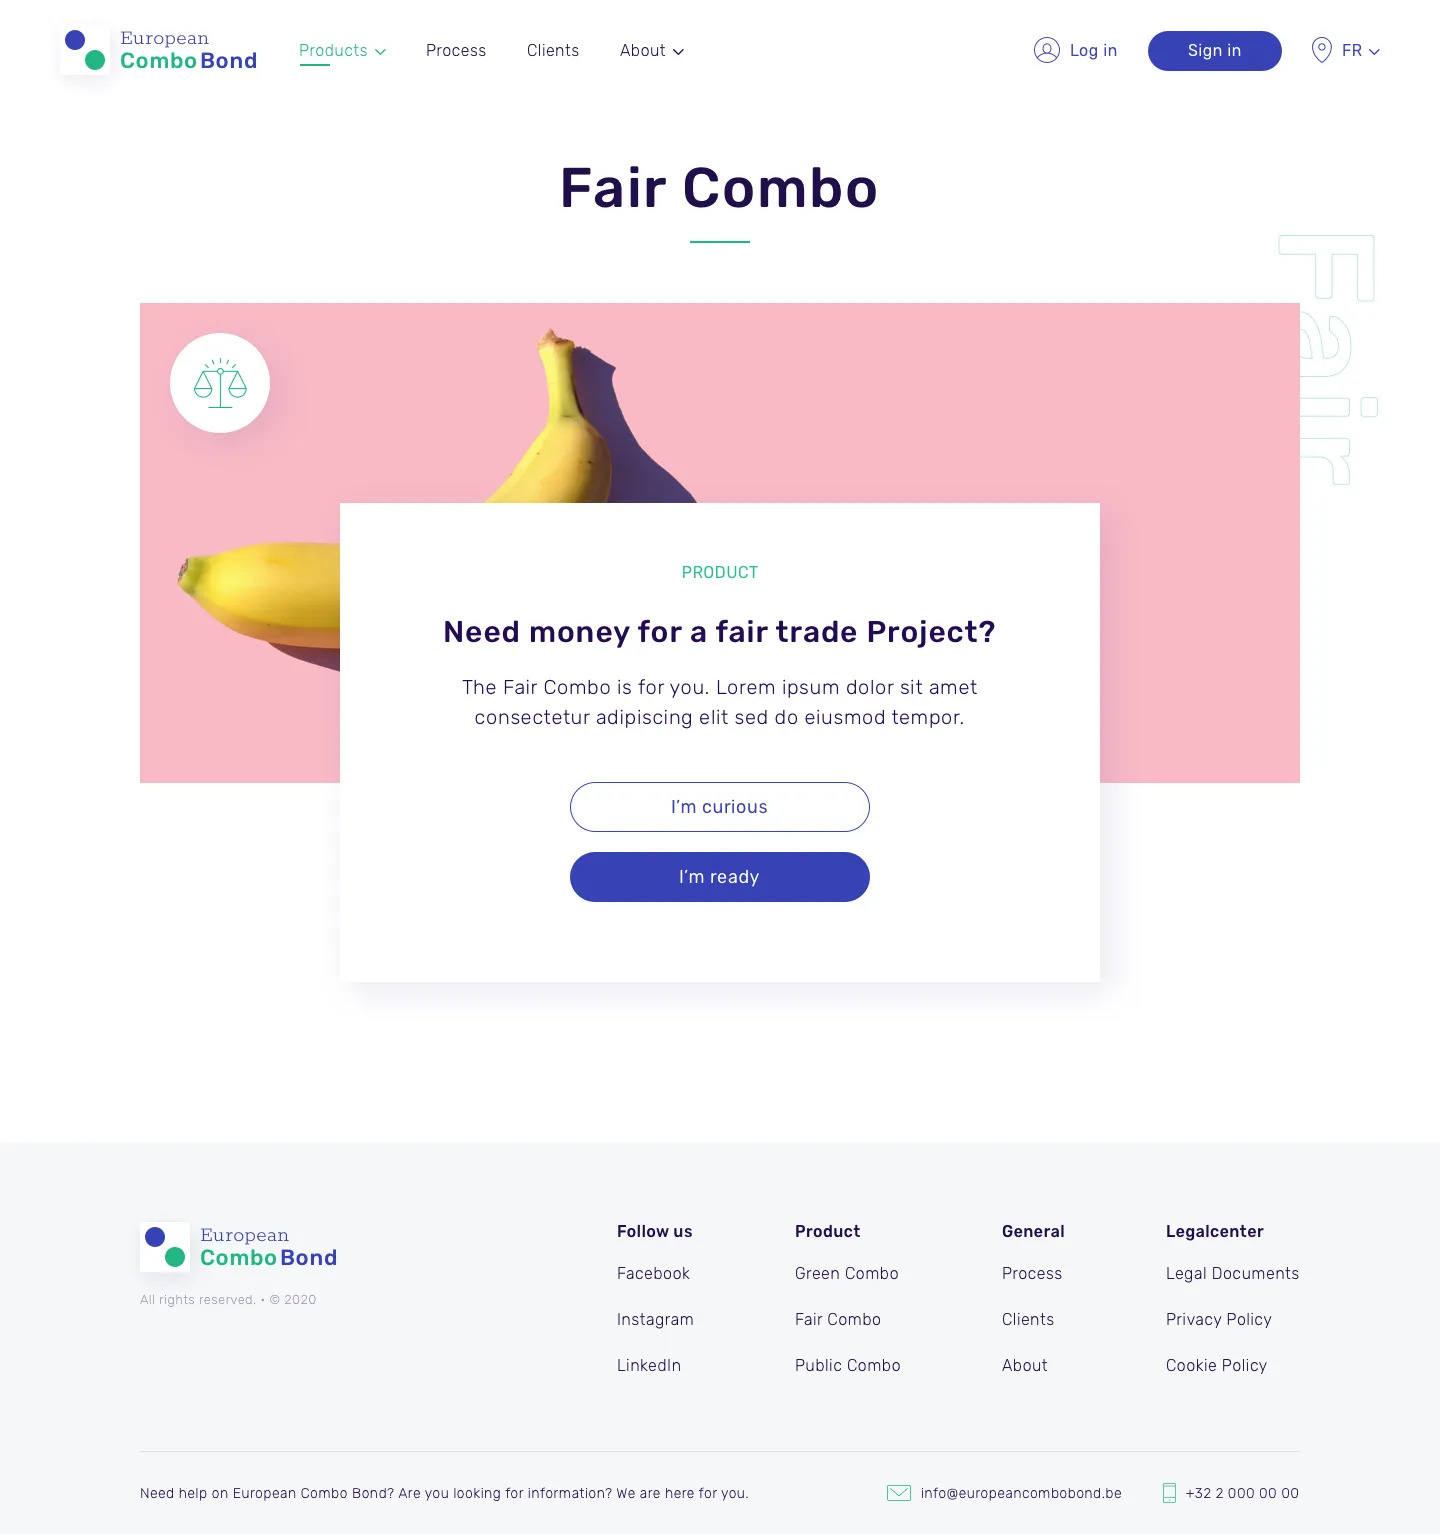 European
ComboBond
Products
Process
Clients
About
Log in
Sign in
FR
Fair Combo
Fair
PRODUCT
Need money for a fair trade Project?
The Fair Combo is for you. Lorem ipsum dolor sit amet
consectetur adipiscing elit sed do eiusmod tempor.
I’m curious
I’m ready
European
ComboBond
All rights reserved. • © 2020
Follow us
Facebook
Instagram
LinkedIn
Product
Green Combo
Fair Combo
Public Combo
General
Process
Clients
About
Legalcenter
Legal Documents
Privacy Policy
Cookie Policy
Need help on European Combo Bond? Are you looking for information? We are here for you.
info@europeancombobond.be
+32 2 000 00 00